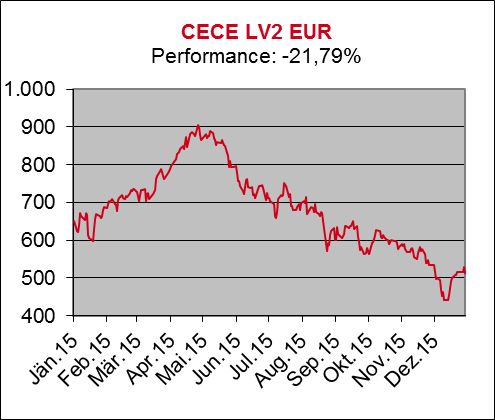 CECE LV2 EUR
Performance: -21,79%
1.000
900
800
700
600
500
400
Jän.15
Feb.15
Mär.15
Apr.15
Mai.15
Jun.15
Jul.15
Aug.15
Sep.15
Okt.15
Nov.15
Dez.15